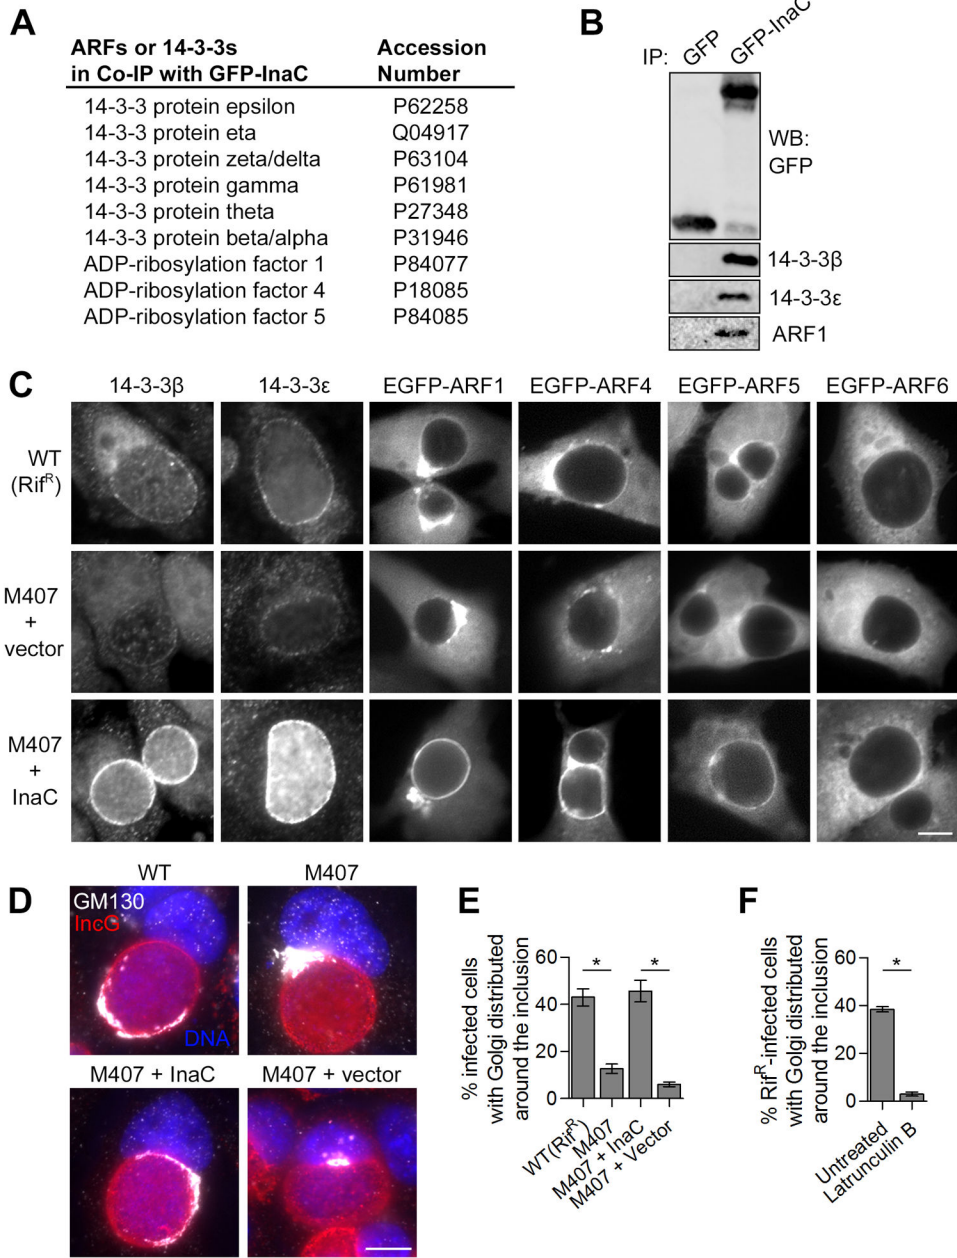 A
ARFs or 14-3-3s
in Co-IP with GFP-InaC
Accession
Number
14-3-3 protein epsilon P62258
14-3-3 protein eta Q04917
14-3-3 protein zeta/delta P63104
14-3-3 protein gamma P61981
14-3-3 protein theta P27348
14-3-3 protein beta/alpha P31946
ADP-ribosylation factor 1 P84077
ADP-ribosylation factor 4 P18085
ADP-ribosylation factor 5 P84085
B
IP: GFP GFP-InaC
WB:
GFP
14-3-3β
14-3-3ε
ARF1
C
14-3-3β 14-3-3ε EGFP-ARF1 EGFP-ARF4 EGFP-ARF5 EGFP-ARF6
WT
(Rif^R)
M407
+
vector
M407
+
InaC
D
WT M407
GM130
IncG
DNA
M407 + InaC M407 + vector
E
% infected cells
with Golgi distributed
around the inclusion
60
40
20
0
* *
WT(Rif^R)
M407
M407 + InaC
M407 + Vector
F
% Rif^R-infected cells
with Golgi distributed
around the inclusion
60
40
20
0
*
Untreated
Latrunculin B